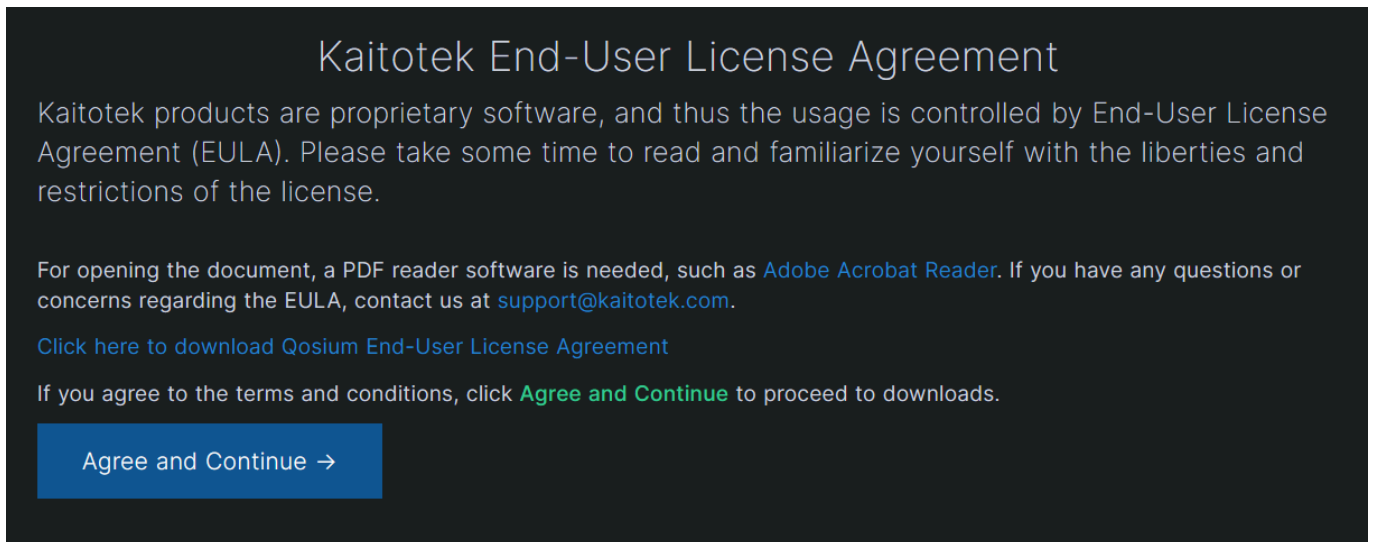 Kaitotek End-User License Agreement
Kaitotek products are proprietary software, and thus the usage is controlled by End-User License
Agreement (EULA). Please take some time to read and familiarize yourself with the liberties and
restrictions of the license.
For opening the document, a PDF reader software is needed, such as Adobe Acrobat Reader. If you have any questions or
concerns regarding the EULA, contact us at support@kaitotek.com.
Click here to download Qosium End-User License Agreement
If you agree to the terms and conditions, click Agree and Continue to proceed to downloads.
Agree and Continue →